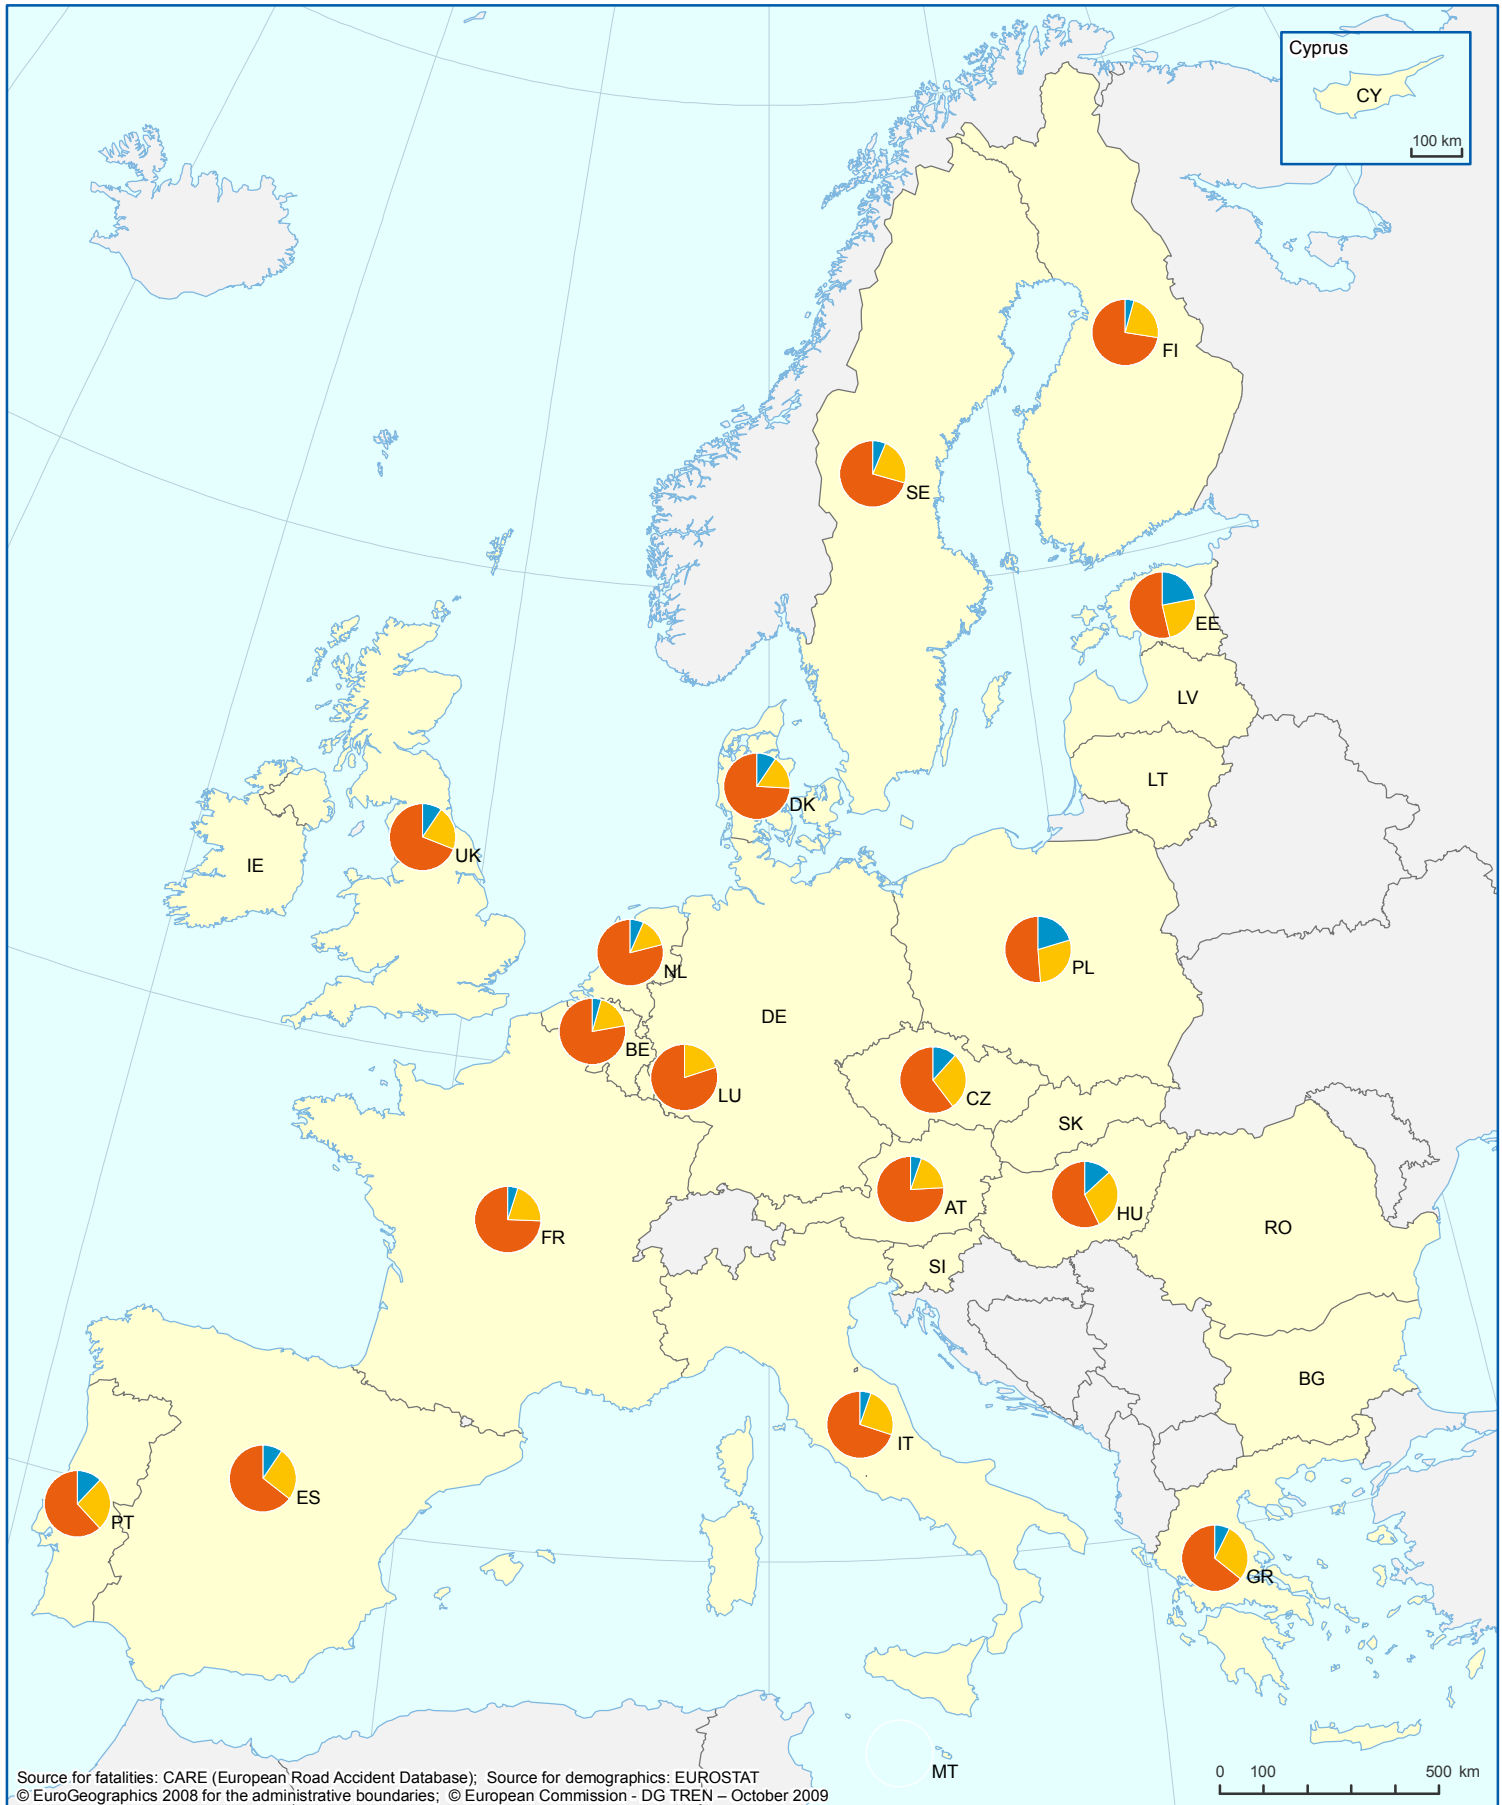 Cyprus
CY
100 km
FI
SE
EE
LV
LT
DK
UK
IE
NL
PL
DE
BE
LU
CZ
SK
AT
HU
FR
RO
SI
BG
IT
ES
PT
GR
MT
0 100 500 km
Source for fatalities: CARE (European Road Accident Database); Source for demographics: EUROSTAT
© EuroGeographics 2008 for the administrative boundaries; © European Commission - DG TREN – October 2009